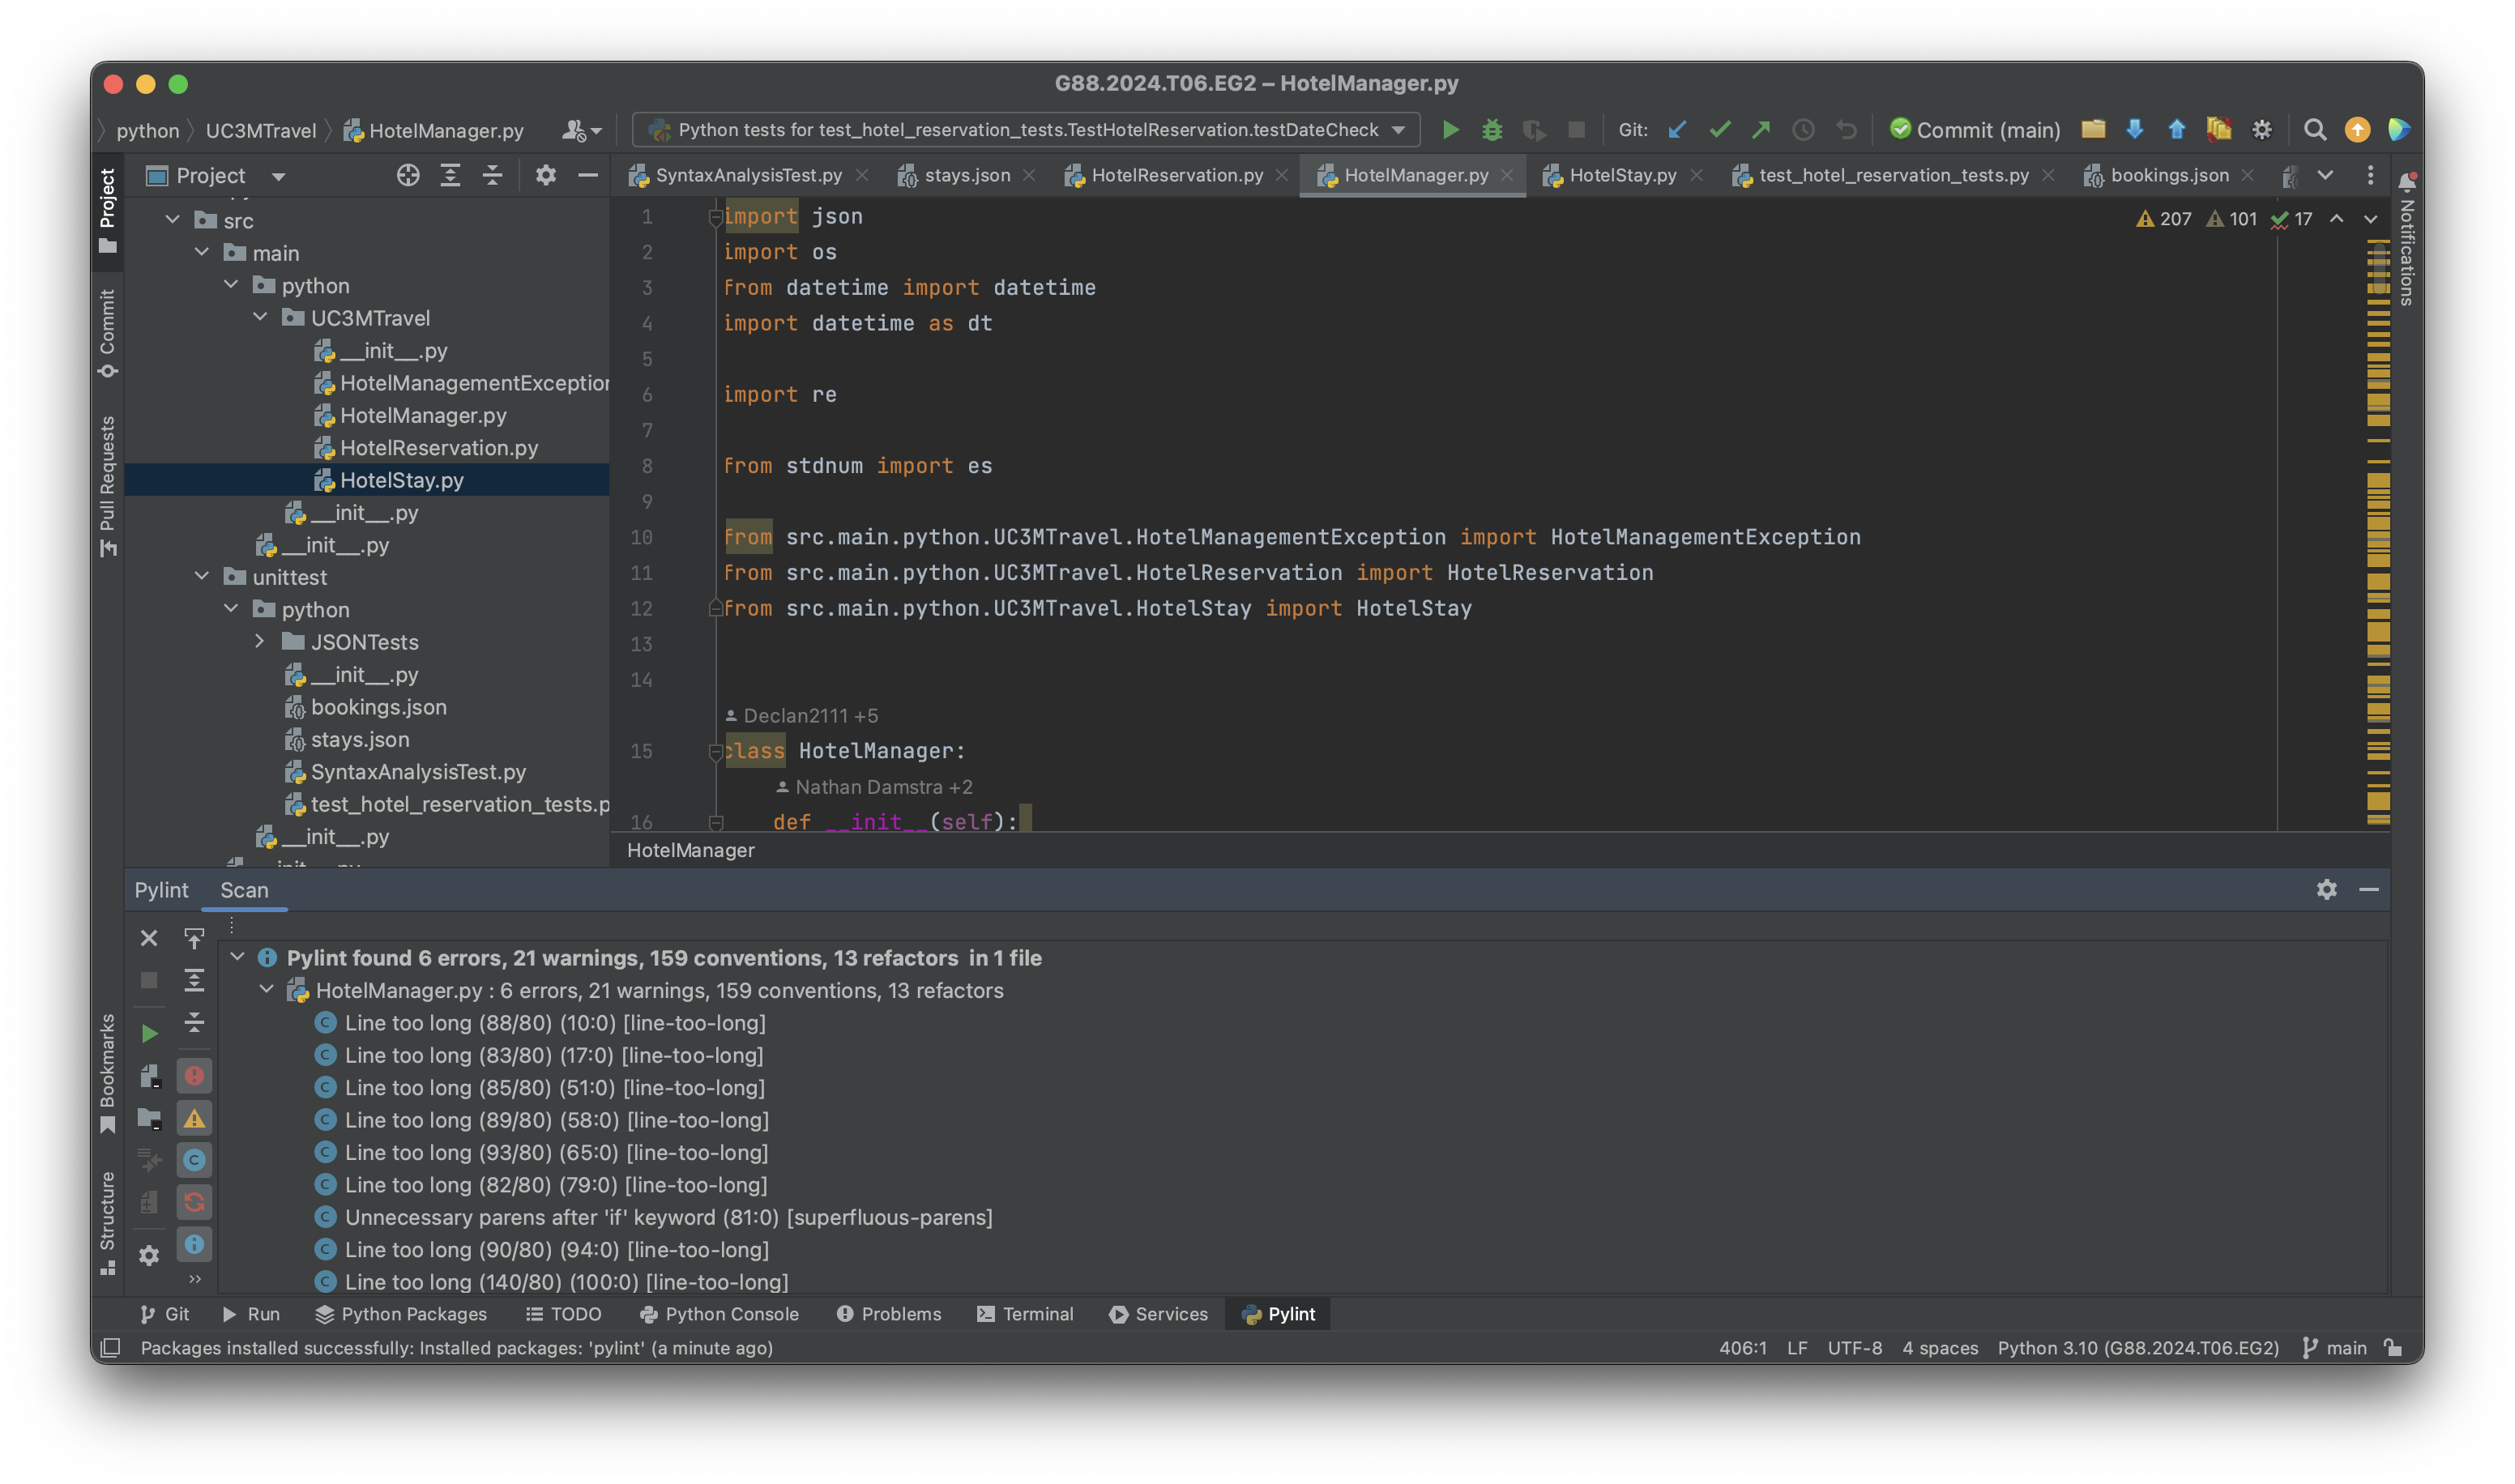 G88.2024.T06.EG2 – HotelManager.py
python UC3MTravel HotelManager.py Python tests for test_hotel_reservation_tests.TestHotelReservation.testDateCheck Git: Commit (main)
Project
SyntaxAnalysisTest.py stays.json HotelReservation.py HotelManager.py HotelStay.py test_hotel_reservation_tests.py bookings.json
Project
Commit
Pull Requests
Bookmarks
Structure
Notifications
src
main
python
UC3MTravel
__init__.py
HotelManagementException
HotelManager.py
HotelReservation.py
HotelStay.py
__init__.py
__init__.py
unittest
python
JSONTests
__init__.py
bookings.json
stays.json
SyntaxAnalysisTest.py
test_hotel_reservation_tests.p
__init__.py
207 101 17
1 import json
2 import os
3 from datetime import datetime
4 import datetime as dt
5
6 import re
7
8 from stdnum import es
9
10 from src.main.python.UC3MTravel.HotelManagementException import HotelManagementException
11 from src.main.python.UC3MTravel.HotelReservation import HotelReservation
12 from src.main.python.UC3MTravel.HotelStay import HotelStay
13
14
Declan2111 +5
15 class HotelManager:
Nathan Damstra +2
16 def __init__(self):
HotelManager
Pylint Scan
Pylint found 6 errors, 21 warnings, 159 conventions, 13 refactors in 1 file
HotelManager.py : 6 errors, 21 warnings, 159 conventions, 13 refactors
Line too long (88/80) (10:0) [line-too-long]
Line too long (83/80) (17:0) [line-too-long]
Line too long (85/80) (51:0) [line-too-long]
Line too long (89/80) (58:0) [line-too-long]
Line too long (93/80) (65:0) [line-too-long]
Line too long (82/80) (79:0) [line-too-long]
Unnecessary parens after 'if' keyword (81:0) [superfluous-parens]
Line too long (90/80) (94:0) [line-too-long]
Line too long (140/80) (100:0) [line-too-long]
Git Run Python Packages TODO Python Console Problems Terminal Services Pylint
Packages installed successfully: Installed packages: 'pylint' (a minute ago) 406:1 LF UTF-8 4 spaces Python 3.10 (G88.2024.T06.EG2) main